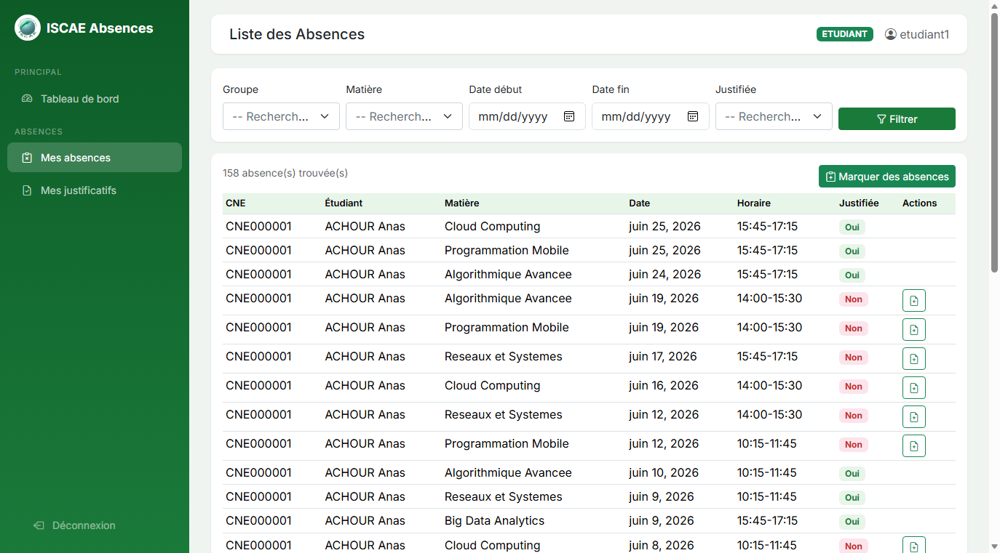 ISCAE Absences
PRINCIPAL
Tableau de bord
ABSENCES
Mes absences
Mes justificatifs
Déconnexion
Liste des Absences
ETUDIANT etudiant1
Groupe Matière Date début Date fin Justifiée
-- Recherch... -- Recherch... mm/dd/yyyy mm/dd/yyyy -- Recherch... Filtrer
158 absence(s) trouvée(s) Marquer des absences
CNE Étudiant Matière Date Horaire Justifiée Actions
CNE000001 ACHOUR Anas Cloud Computing juin 25, 2026 15:45-17:15 Oui
CNE000001 ACHOUR Anas Programmation Mobile juin 25, 2026 15:45-17:15 Oui
CNE000001 ACHOUR Anas Algorithmique Avancee juin 24, 2026 15:45-17:15 Oui
CNE000001 ACHOUR Anas Algorithmique Avancee juin 19, 2026 14:00-15:30 Non
CNE000001 ACHOUR Anas Programmation Mobile juin 19, 2026 14:00-15:30 Non
CNE000001 ACHOUR Anas Reseaux et Systemes juin 17, 2026 15:45-17:15 Non
CNE000001 ACHOUR Anas Cloud Computing juin 16, 2026 14:00-15:30 Non
CNE000001 ACHOUR Anas Reseaux et Systemes juin 12, 2026 14:00-15:30 Non
CNE000001 ACHOUR Anas Programmation Mobile juin 12, 2026 10:15-11:45 Non
CNE000001 ACHOUR Anas Algorithmique Avancee juin 10, 2026 10:15-11:45 Oui
CNE000001 ACHOUR Anas Reseaux et Systemes juin 9, 2026 10:15-11:45 Oui
CNE000001 ACHOUR Anas Big Data Analytics juin 9, 2026 15:45-17:15 Oui
CNE000001 ACHOUR Anas Cloud Computing juin 8, 2026 10:15-11:45 Non